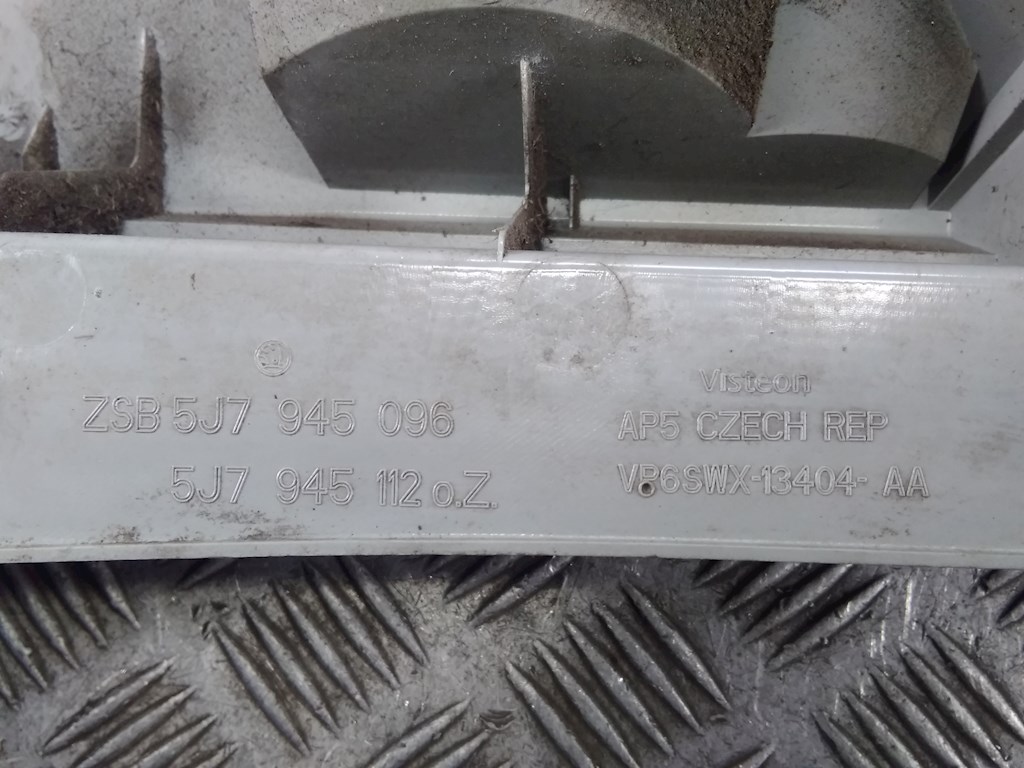 ZSB 5J7 945 096
5J7 945 112 o.Z.
Visteon
AP5 CZECH REP
VP6SWX-13404- AA